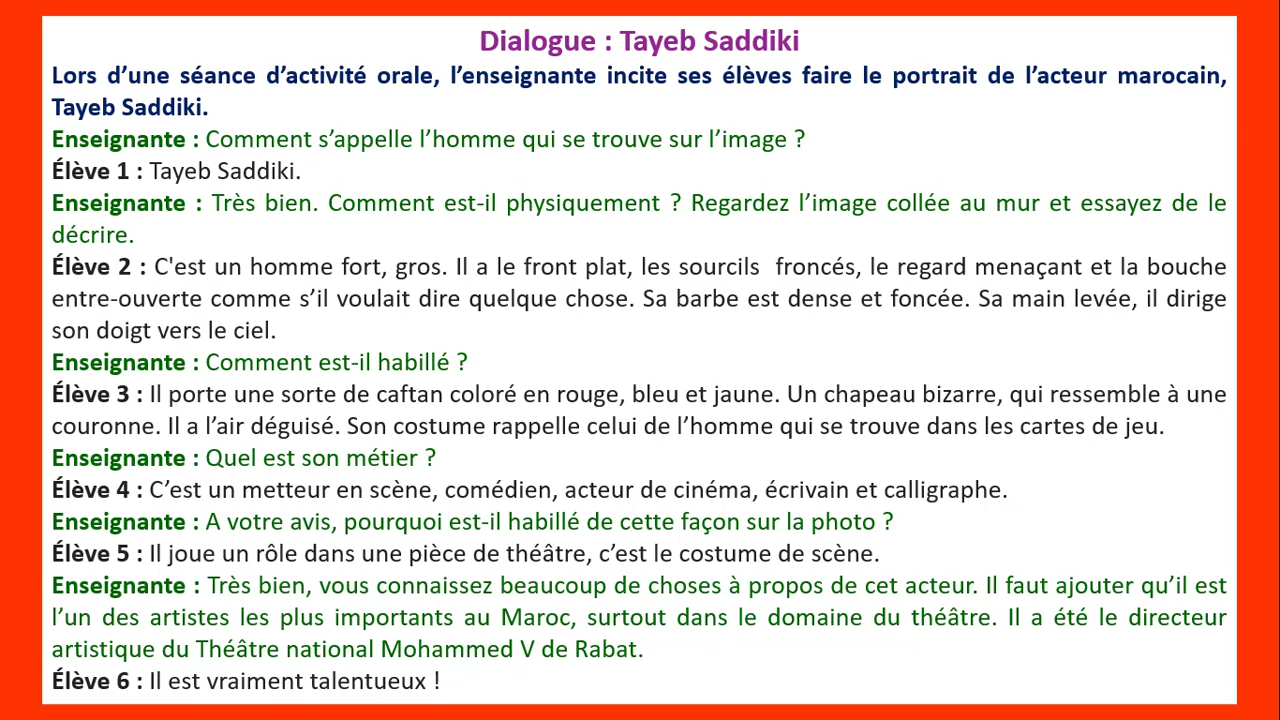 Dialogue : Tayeb Saddiki
Lors d’une séance d’activité orale, l’enseignante incite ses élèves faire le portrait de l’acteur marocain,
Tayeb Saddiki.
Enseignante : Comment s’appelle l’homme qui se trouve sur l’image ?
Élève 1 : Tayeb Saddiki.
Enseignante : Très bien. Comment est-il physiquement ? Regardez l’image collée au mur et essayez de le
décrire.
Élève 2 : C'est un homme fort, gros. Il a le front plat, les sourcils  froncés, le regard menaçant et la bouche
entre-ouverte comme s’il voulait dire quelque chose. Sa barbe est dense et foncée. Sa main levée, il dirige
son doigt vers le ciel.
Enseignante : Comment est-il habillé ?
Élève 3 : Il porte une sorte de caftan coloré en rouge, bleu et jaune. Un chapeau bizarre, qui ressemble à une
couronne. Il a l’air déguisé. Son costume rappelle celui de l’homme qui se trouve dans les cartes de jeu.
Enseignante : Quel est son métier ?
Élève 4 : C’est un metteur en scène, comédien, acteur de cinéma, écrivain et calligraphe.
Enseignante : A votre avis, pourquoi est-il habillé de cette façon sur la photo ?
Élève 5 : Il joue un rôle dans une pièce de théâtre, c’est le costume de scène.
Enseignante : Très bien, vous connaissez beaucoup de choses à propos de cet acteur. Il faut ajouter qu’il est
l’un des artistes les plus importants au Maroc, surtout dans le domaine du théâtre. Il a été le directeur
artistique du Théâtre national Mohammed V de Rabat.
Élève 6 : Il est vraiment talentueux !